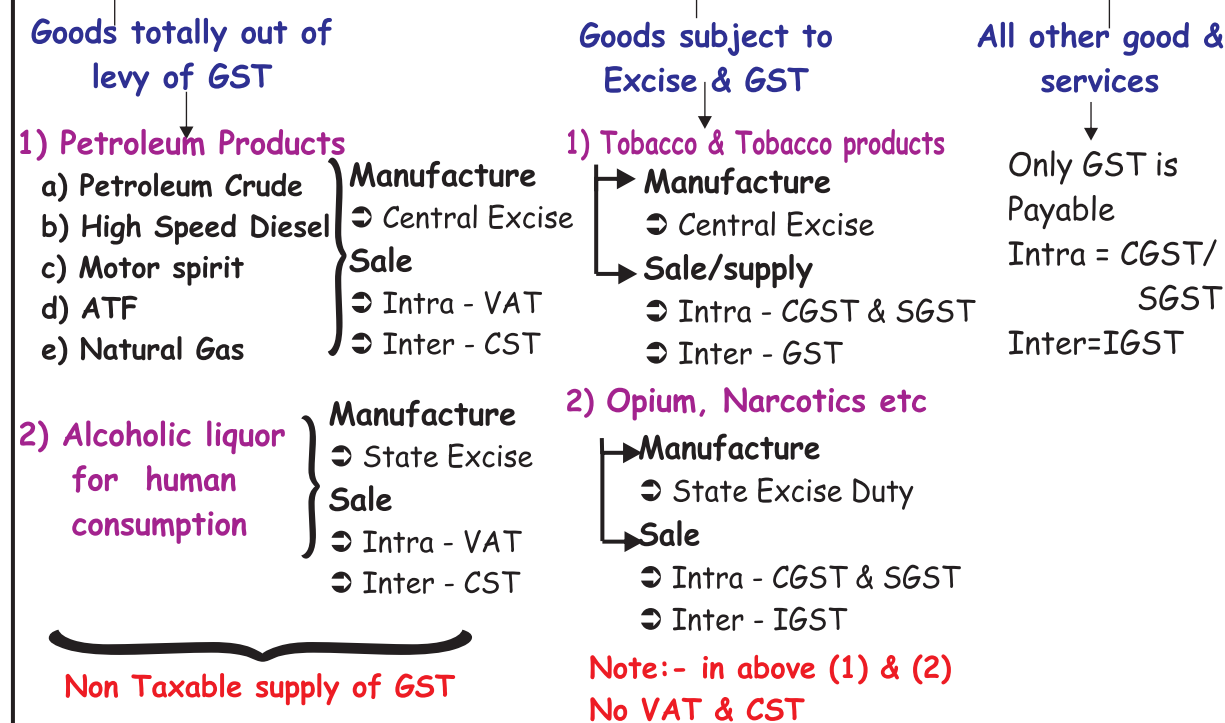 Goods totally out of
levy of GST
1) Petroleum Products
a) Petroleum Crude
b) High Speed Diesel
c) Motor spirit
d) ATF
e) Natural Gas
Manufacture
➲ Central Excise
Sale
➲ Intra - VAT
➲ Inter - CST
2) Alcoholic liquor
for human
consumption
Manufacture
➲ State Excise
Sale
➲ Intra - VAT
➲ Inter - CST
Non Taxable supply of GST
Goods subject to
Excise & GST
1) Tobacco & Tobacco products
Manufacture
➲ Central Excise
Sale/supply
➲ Intra - CGST & SGST
➲ Inter - GST
2) Opium, Narcotics etc
Manufacture
➲ State Excise Duty
Sale
➲ Intra - CGST & SGST
➲ Inter - IGST
Note:- in above (1) & (2)
No VAT & CST
All other good &
services
Only GST is
Payable
Intra = CGST/
SGST
Inter=IGST